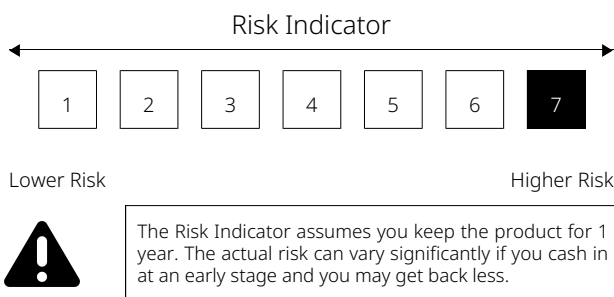 Risk Indicator
1 2 3 4 5 6 7
Lower Risk Higher Risk
The Risk Indicator assumes you keep the product for 1
year. The actual risk can vary significantly if you cash in
at an early stage and you may get back less.